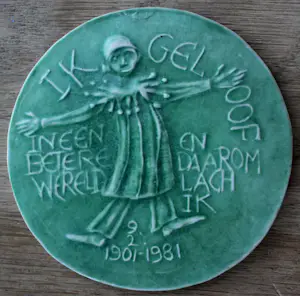 IK GELOOF
IN EEN EN
BETERE DAAROM
WERELD LACH
IK
9
2
1901-1981